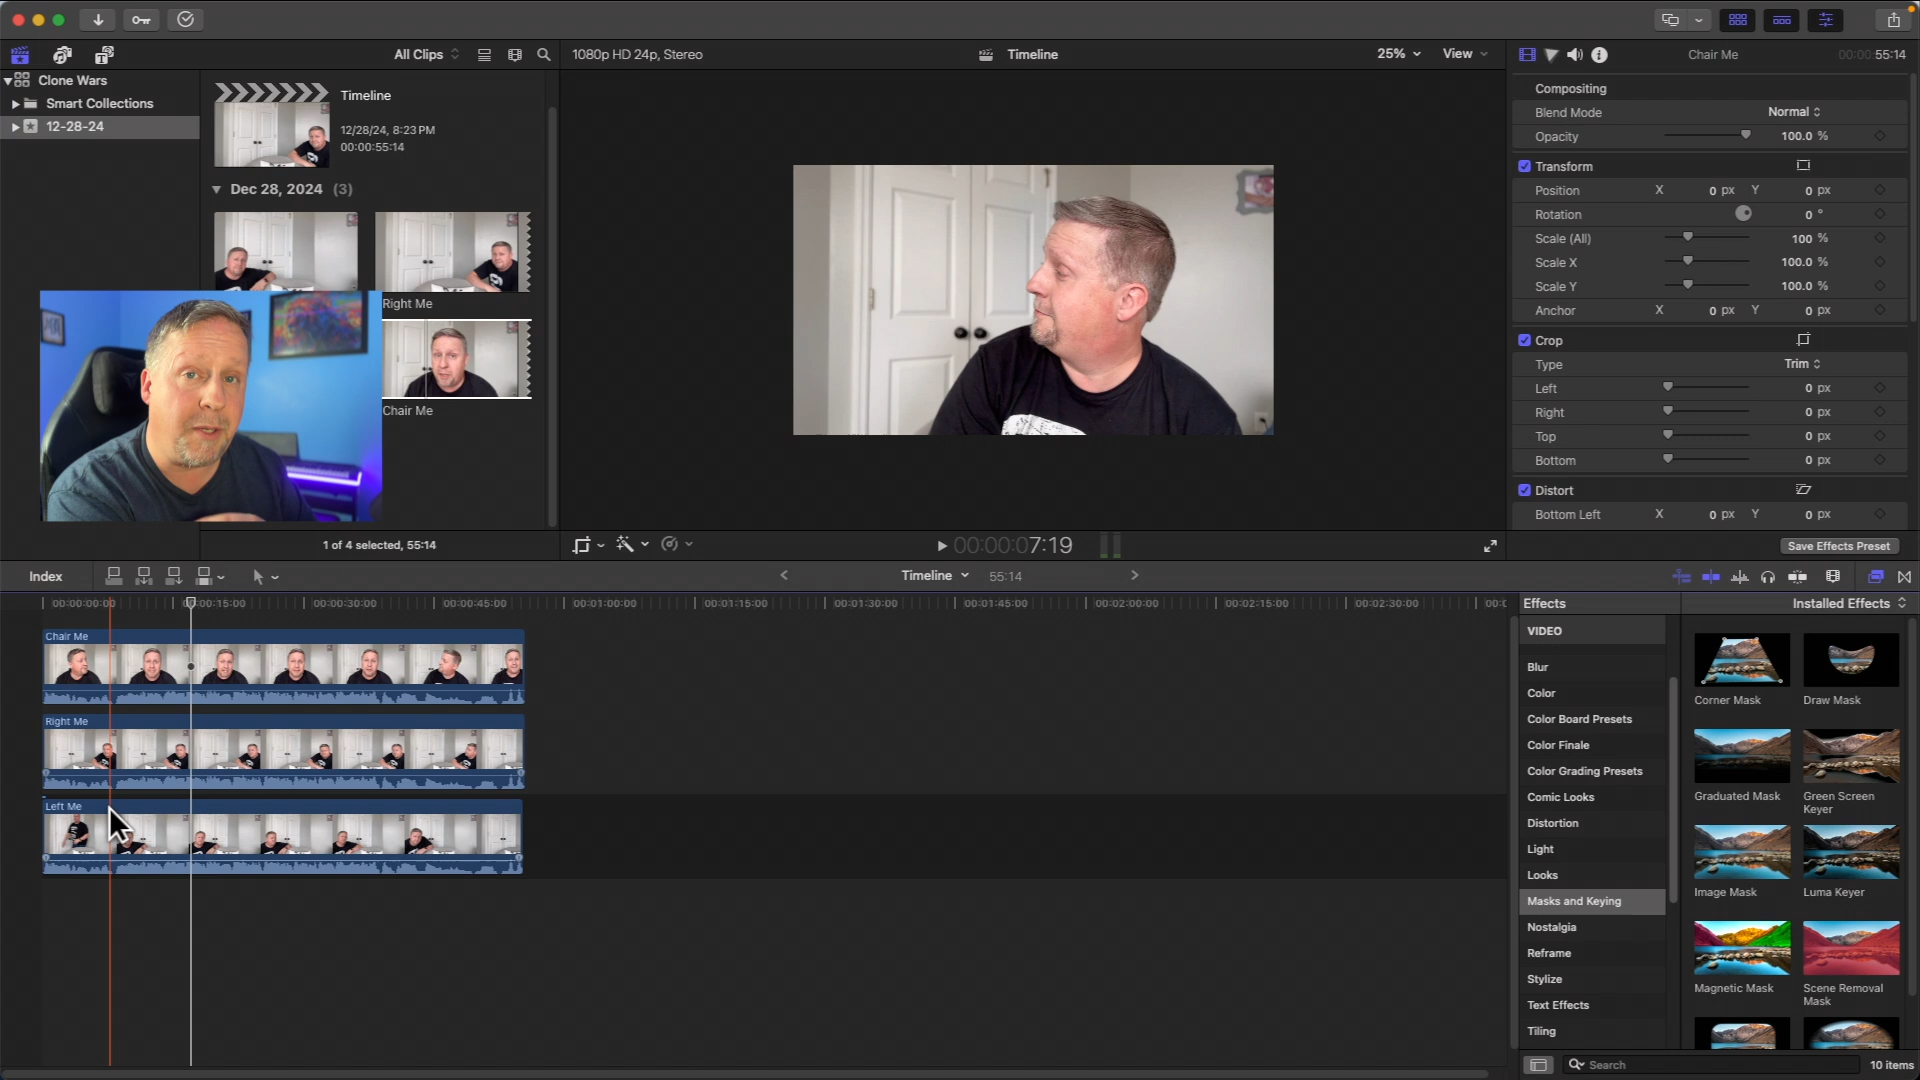 All Clips
1080p HD 24p, Stereo
Timeline
25%
View
Chair Me
00:00:55:14
Clone Wars
Smart Collections
12-28-24
Timeline
12/28/24, 8:23 PM
00:00:55:14
Dec 28, 2024 (3)
Right Me
Chair Me
1 of 4 selected, 55:14
00:00:07:19
Compositing
Blend Mode
Normal
Opacity
100.0 %
Transform
Position X 0 px Y 0 px
Rotation 0 °
Scale (All) 100 %
Scale X 100.0 %
Scale Y 100.0 %
Anchor X 0 px Y 0 px
Crop
Type Trim
Left 0 px
Right 0 px
Top 0 px
Bottom 0 px
Distort
Bottom Left X 0 px Y 0 px
Save Effects Preset
Index
Timeline
55:14
00:00:00:00
00:00:15:00
00:00:30:00
00:00:45:00
00:01:00:00
00:01:15:00
00:01:30:00
00:01:45:00
00:02:00:00
00:02:15:00
00:02:30:00
Chair Me
Right Me
Left Me
Effects
Installed Effects
VIDEO
Blur
Color
Color Board Presets
Color Finale
Color Grading Presets
Comic Looks
Distortion
Light
Looks
Masks and Keying
Nostalgia
Reframe
Stylize
Text Effects
Tiling
Corner Mask
Draw Mask
Graduated Mask
Green Screen
Keyer
Image Mask
Luma Keyer
Magnetic Mask
Scene Removal
Mask
Search
10 items